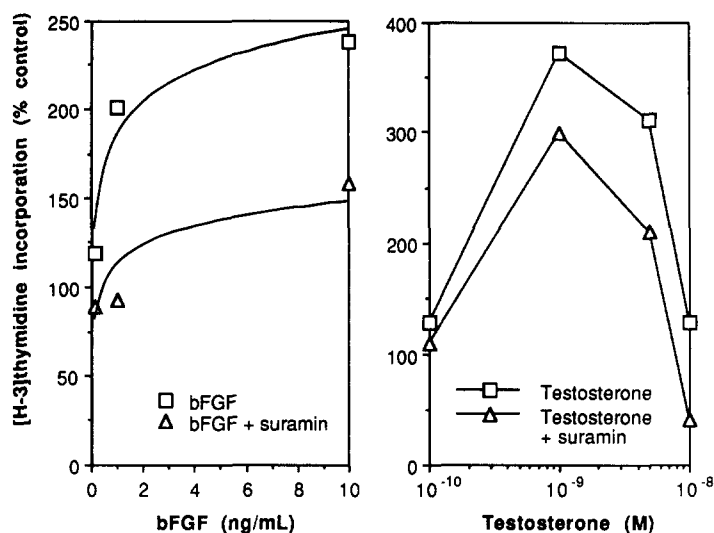 [H-3]thymidine incorporation (% control)
250
200
150
100
50
0
bFGF
bFGF + suramin
0 2 4 6 8 10
bFGF (ng/mL)
400
300
200
100
0
Testosterone
Testosterone
+ suramin
10⁻¹⁰ 10⁻⁹ 10⁻⁸
Testosterone (M)